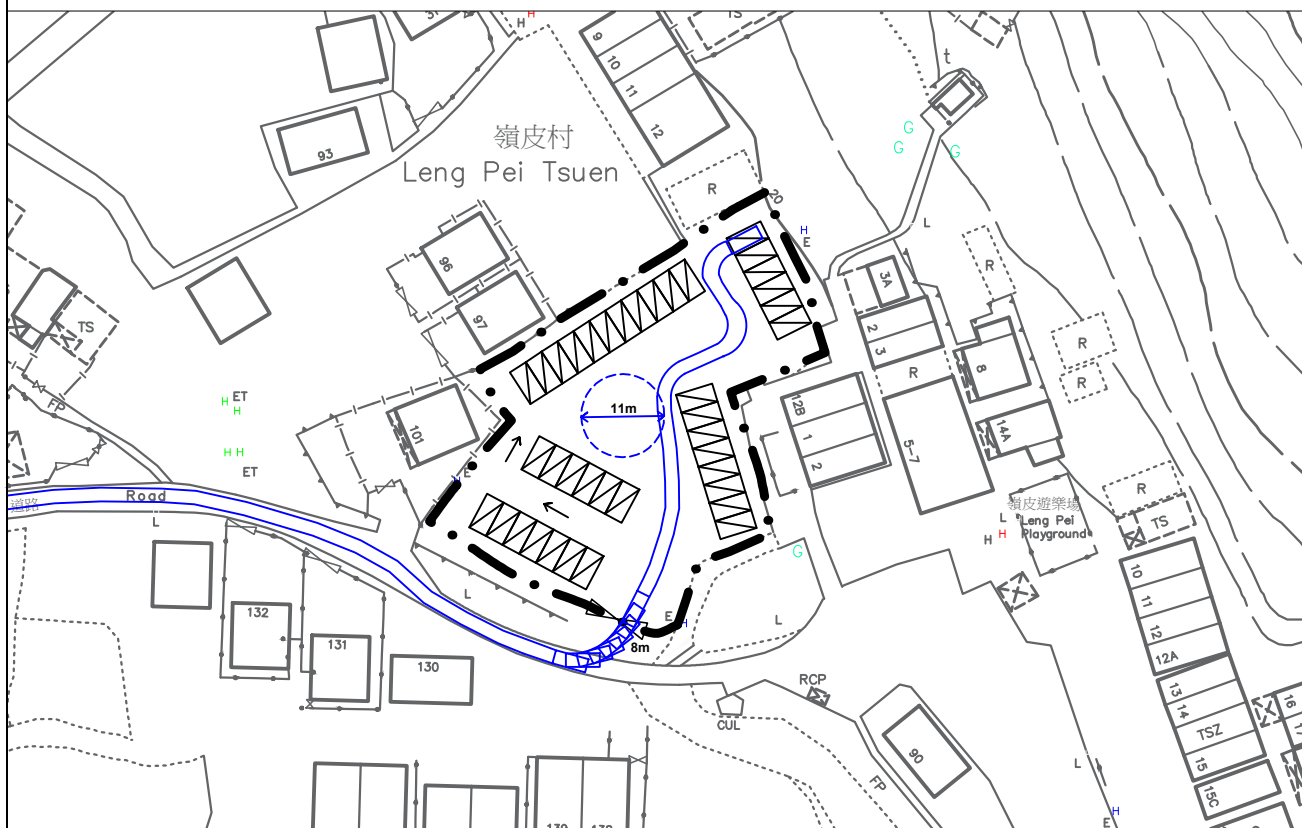 H
H
TS
9
10
11
12
t
G
G
G
93
嶺皮村
Leng Pei Tsuen
R
20
H
E
L
96
3A
R
97
TS
2
3
R
R
8
R
11m
FP
H ET
H
101
12B
1
2
5-7
14A
H H
ET
E
H
道路
Road
L
R
嶺皮遊樂場
L
Leng Pei
H
H
Playground
TS
G
10
11
12
12A
L
E
H
L
132
131
130
8m
RCP
CUL
13
14
TSZ
15
16
90
L
FP
15C
H
E
139
138